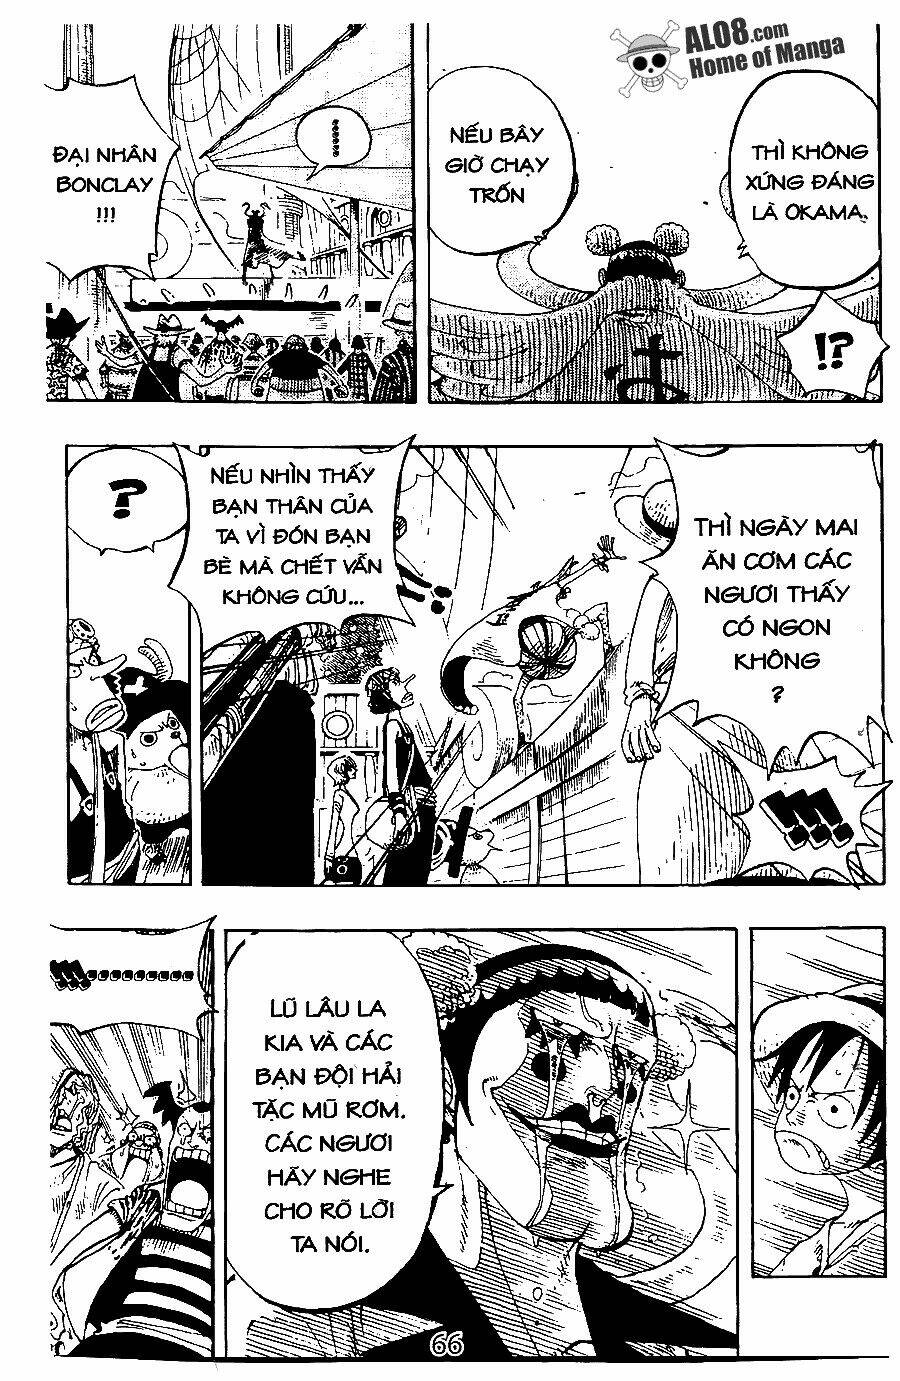 AL08.com
Home of Manga
THÌ KHÔNG
XỨNG ĐÁNG
LÀ OKAMA.
NẾU BÂY
GIỜ CHẠY
TRỐN
!?
......
ĐẠI NHÂN
BONCLAY
!!!
THÌ NGÀY MAI
ĂN CƠM CÁC
NGƯƠI THẤY
CÓ NGON
KHÔNG
?
!!!
NẾU NHÌN THẤY
BẠN THÂN CỦA
TA VÌ ĐÓN BẠN
BÈ MÀ CHẾT VẪN
KHÔNG CỨU...
!!
?
LŨ LÂU LA
KIA VÀ CÁC
BẠN ĐỘI HẢI
TẶC MŨ RƠM.
CÁC NGƯƠI
HÃY NGHE
CHO RÕ LỜI
TA NÓI.
!!!..........
66